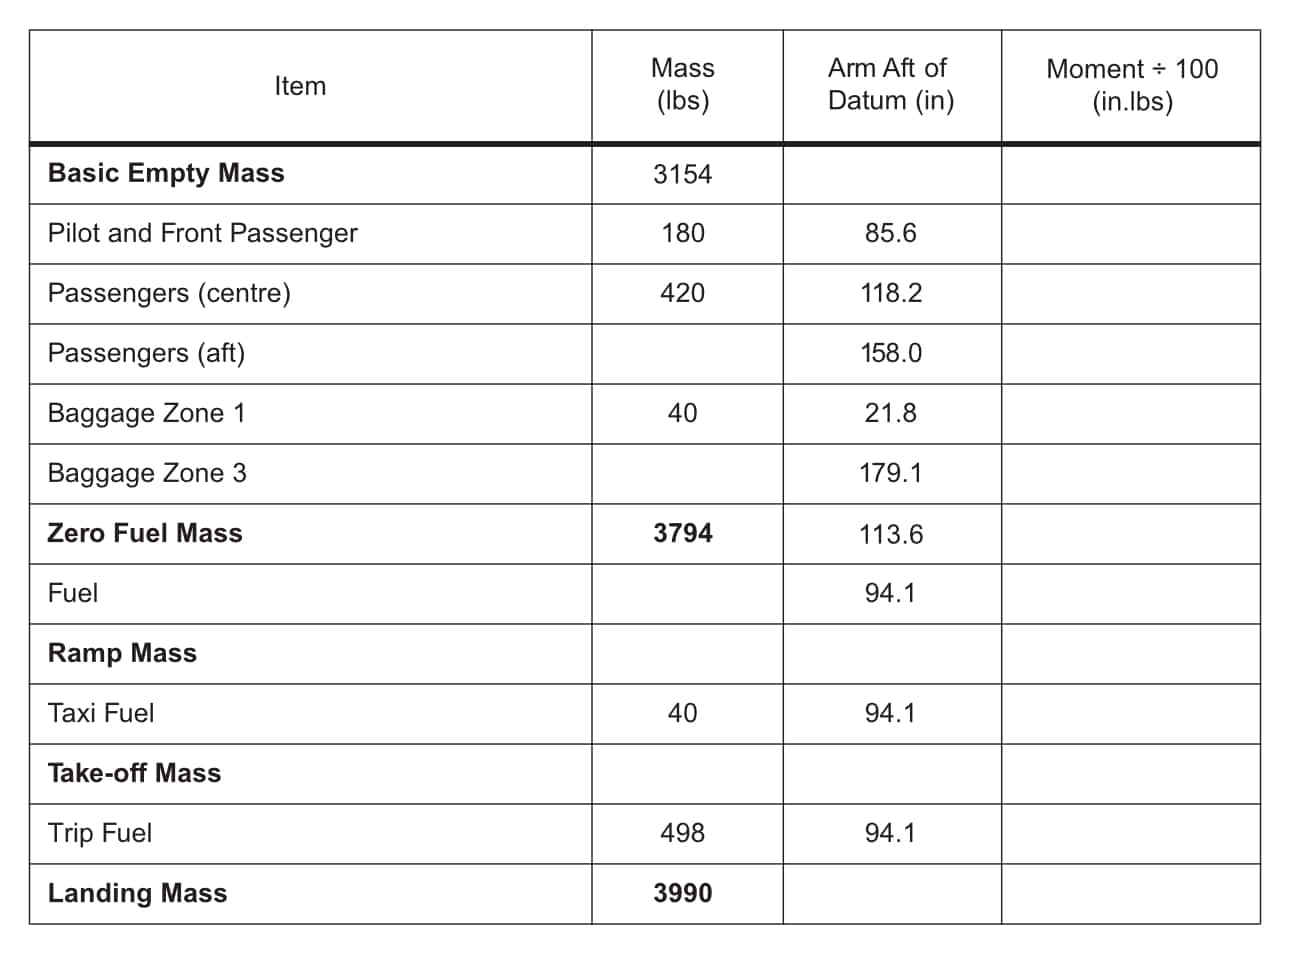 Item
Mass
(lbs)
Arm Aft of
Datum (in)
Moment ÷ 100
(in.lbs)
Basic Empty Mass 3154
Pilot and Front Passenger 180 85.6
Passengers (centre) 420 118.2
Passengers (aft) 158.0
Baggage Zone 1 40 21.8
Baggage Zone 3 179.1
Zero Fuel Mass 3794 113.6
Fuel 94.1
Ramp Mass
Taxi Fuel 40 94.1
Take-off Mass
Trip Fuel 498 94.1
Landing Mass 3990